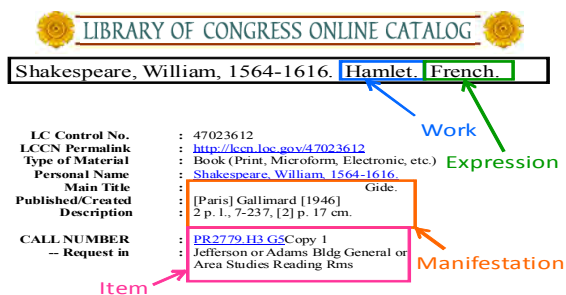 LIBRARY OF CONGRESS ONLINE CATALOG
Shakespeare, William, 1564-1616. Hamlet. French.
Work
Expression
LC Control No. : 47023612
LCCN Permalink : http://lccn.loc.gov/47023612
Type of Material : Book (Print, Microform, Electronic, etc.)
Personal Name : Shakespeare, William, 1564-1616.
Main Title : Gide.
Published/Created : [Paris] Gallimard [1946]
Description : 2 p. l., 7-237, [2] p. 17 cm.
CALL NUMBER : PR2779.H3 G5Copy 1
-- Request in : Jefferson or Adams Bldg General or
Area Studies Reading Rms
Manifestation
Item